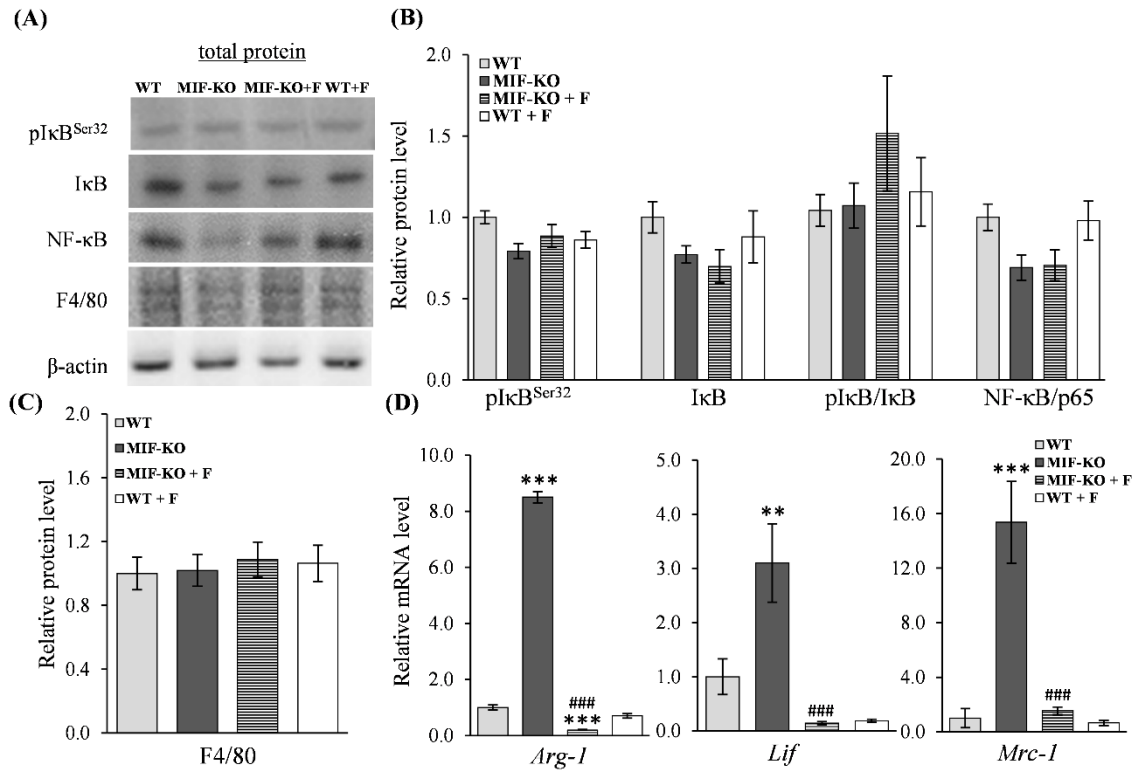 (A)
total protein
WT MIF-KO MIF-KO+F WT+F
pIκB^Ser32
IκB
NF-κB
F4/80
β-actin
(B)
WT
MIF-KO
MIF-KO + F
WT + F
Relative protein level
2.0
1.5
1.0
0.5
0.0
pIκB^Ser32 IκB pIκB/IκB NF-κB/p65
(C)
WT
MIF-KO
MIF-KO + F
WT + F
Relative protein level
2.0
1.6
1.2
0.8
0.4
0.0
F4/80
(D)
Relative mRNA level
10.0
8.0
6.0
4.0
2.0
0.0
***
###
***
Arg-1
5.0
4.0
3.0
2.0
1.0
0.0
**
###
Lif
20.0
16.0
12.0
8.0
4.0
0.0
***
###
WT
MIF-KO
MIF-KO + F
WT + F
Mrc-1